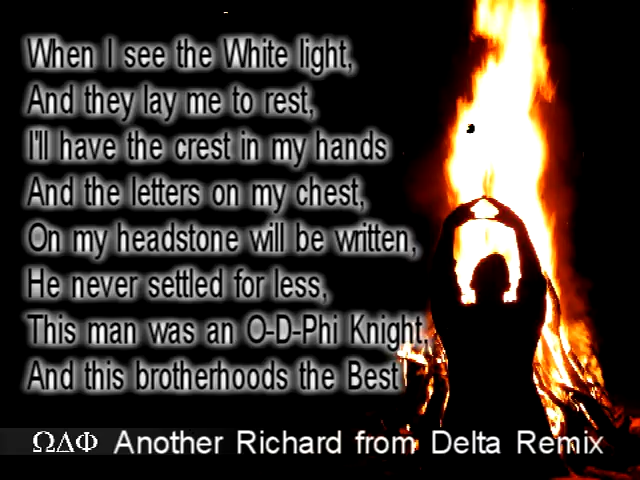 When I see the White light,
And they lay me to rest,
I'll have the crest in my hands
And the letters on my chest,
On my headstone will be written,
He never settled for less,
This man was an O-D-Phi Knight,
And this brotherhoods the Best
ΩΔΦ Another Richard from Delta Remix